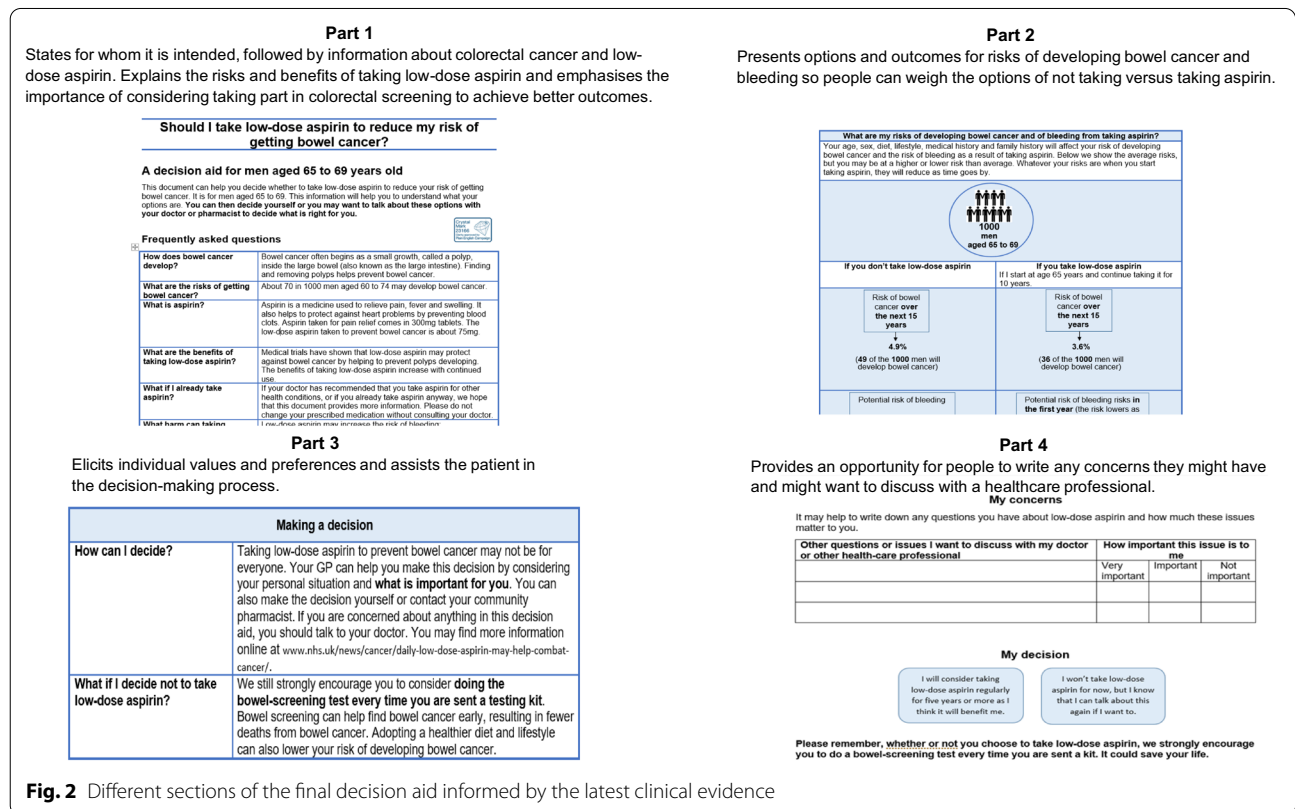 Part 1
States for whom it is intended, followed by information about colorectal cancer and low-
dose aspirin. Explains the risks and benefits of taking low-dose aspirin and emphasises the
importance of considering taking part in colorectal screening to achieve better outcomes.
Should I take low-dose aspirin to reduce my risk of
getting bowel cancer?
A decision aid for men aged 65 to 69 years old
This document can help you decide whether to take low-dose aspirin to reduce your risk of getting
bowel cancer. It is for men aged 65 to 69. This information will help you to understand what your
options are. You can then decide yourself or you may want to talk about these options with
your doctor or pharmacist to decide what is right for you.
Crystal
Mark
Frequently asked questions
How does bowel cancer
develop?
Bowel cancer often begins as a small growth, called a polyp,
inside the large bowel (also known as the large intestine). Finding
and removing polyps helps prevent bowel cancer.
What are the risks of getting
bowel cancer?
About 70 in 1000 men aged 60 to 74 may develop bowel cancer.
What is aspirin?
Aspirin is a medicine used to relieve pain, fever and swelling. It
also helps to protect against heart problems by preventing blood
clots. Aspirin taken for pain relief comes in 300mg tablets. The
low-dose aspirin taken to prevent bowel cancer is about 75mg.
What are the benefits of
taking low-dose aspirin?
Medical trials have shown that low-dose aspirin may protect
against bowel cancer by helping to prevent polyps developing.
The benefits of taking low-dose aspirin increase with continued
use.
What if I already take
aspirin?
If your doctor has recommended that you take aspirin for other
health conditions, or if you already take aspirin anyway, we hope
that this document provides more information. Please do not
change your prescribed medication without consulting your doctor.
What harm can taking
Low-dose aspirin may increase the risk of bleeding:
Part 2
Presents options and outcomes for risks of developing bowel cancer and
bleeding so people can weigh the options of not taking versus taking aspirin.
What are my risks of developing bowel cancer and of bleeding from taking aspirin?
Your age, sex, diet, lifestyle, medical history and family history will affect your risk of developing
bowel cancer and the risk of bleeding as a result of taking aspirin. Below we show the average risks,
but you may be at a higher or lower risk than average. Whatever your risks are when you start
taking aspirin, they will reduce as time goes by.
1000
men
aged 65 to 69
If you don't take low-dose aspirin
If you take low-dose aspirin
If I start at age 65 years and continue taking it for
10 years.
Risk of bowel
cancer over
the next 15
years
4.9%
(49 of the 1000 men will
develop bowel cancer)
Risk of bowel
cancer over
the next 15
years
3.6%
(36 of the 1000 men will
develop bowel cancer)
Potential risk of bleeding
Potential risk of bleeding risks in
the first year (the risk lowers as
Part 3
Elicits individual values and preferences and assists the patient in
the decision-making process.
Making a decision
How can I decide?
Taking low-dose aspirin to prevent bowel cancer may not be for
everyone. Your GP can help you make this decision by considering
your personal situation and what is important for you. You can
also make the decision yourself or contact your community
pharmacist. If you are concerned about anything in this decision
aid, you should talk to your doctor. You may find more information
online at www.nhs.uk/news/cancer/daily-low-dose-aspirin-may-help-combat-
cancer/.
What if I decide not to take
low-dose aspirin?
We still strongly encourage you to consider doing the
bowel-screening test every time you are sent a testing kit.
Bowel screening can help find bowel cancer early, resulting in fewer
deaths from bowel cancer. Adopting a healthier diet and lifestyle
can also lower your risk of developing bowel cancer.
Part 4
Provides an opportunity for people to write any concerns they might have
and might want to discuss with a healthcare professional.
My concerns
It may help to write down any questions you have about low-dose aspirin and how much these issues
matter to you.
Other questions or issues I want to discuss with my doctor
or other health-care professional
How important this issue is to
me
Very
important
Important
Not
important
My decision
I will consider taking
low-dose aspirin regularly
for five years or more as I
think it will benefit me.
I won't take low-dose
aspirin for now, but I know
that I can talk about this
again if I want to.
Please remember, whether or not you choose to take low-dose aspirin, we strongly encourage
you to do a bowel-screening test every time you are sent a kit. It could save your life.
Fig. 2 Different sections of the final decision aid informed by the latest clinical evidence